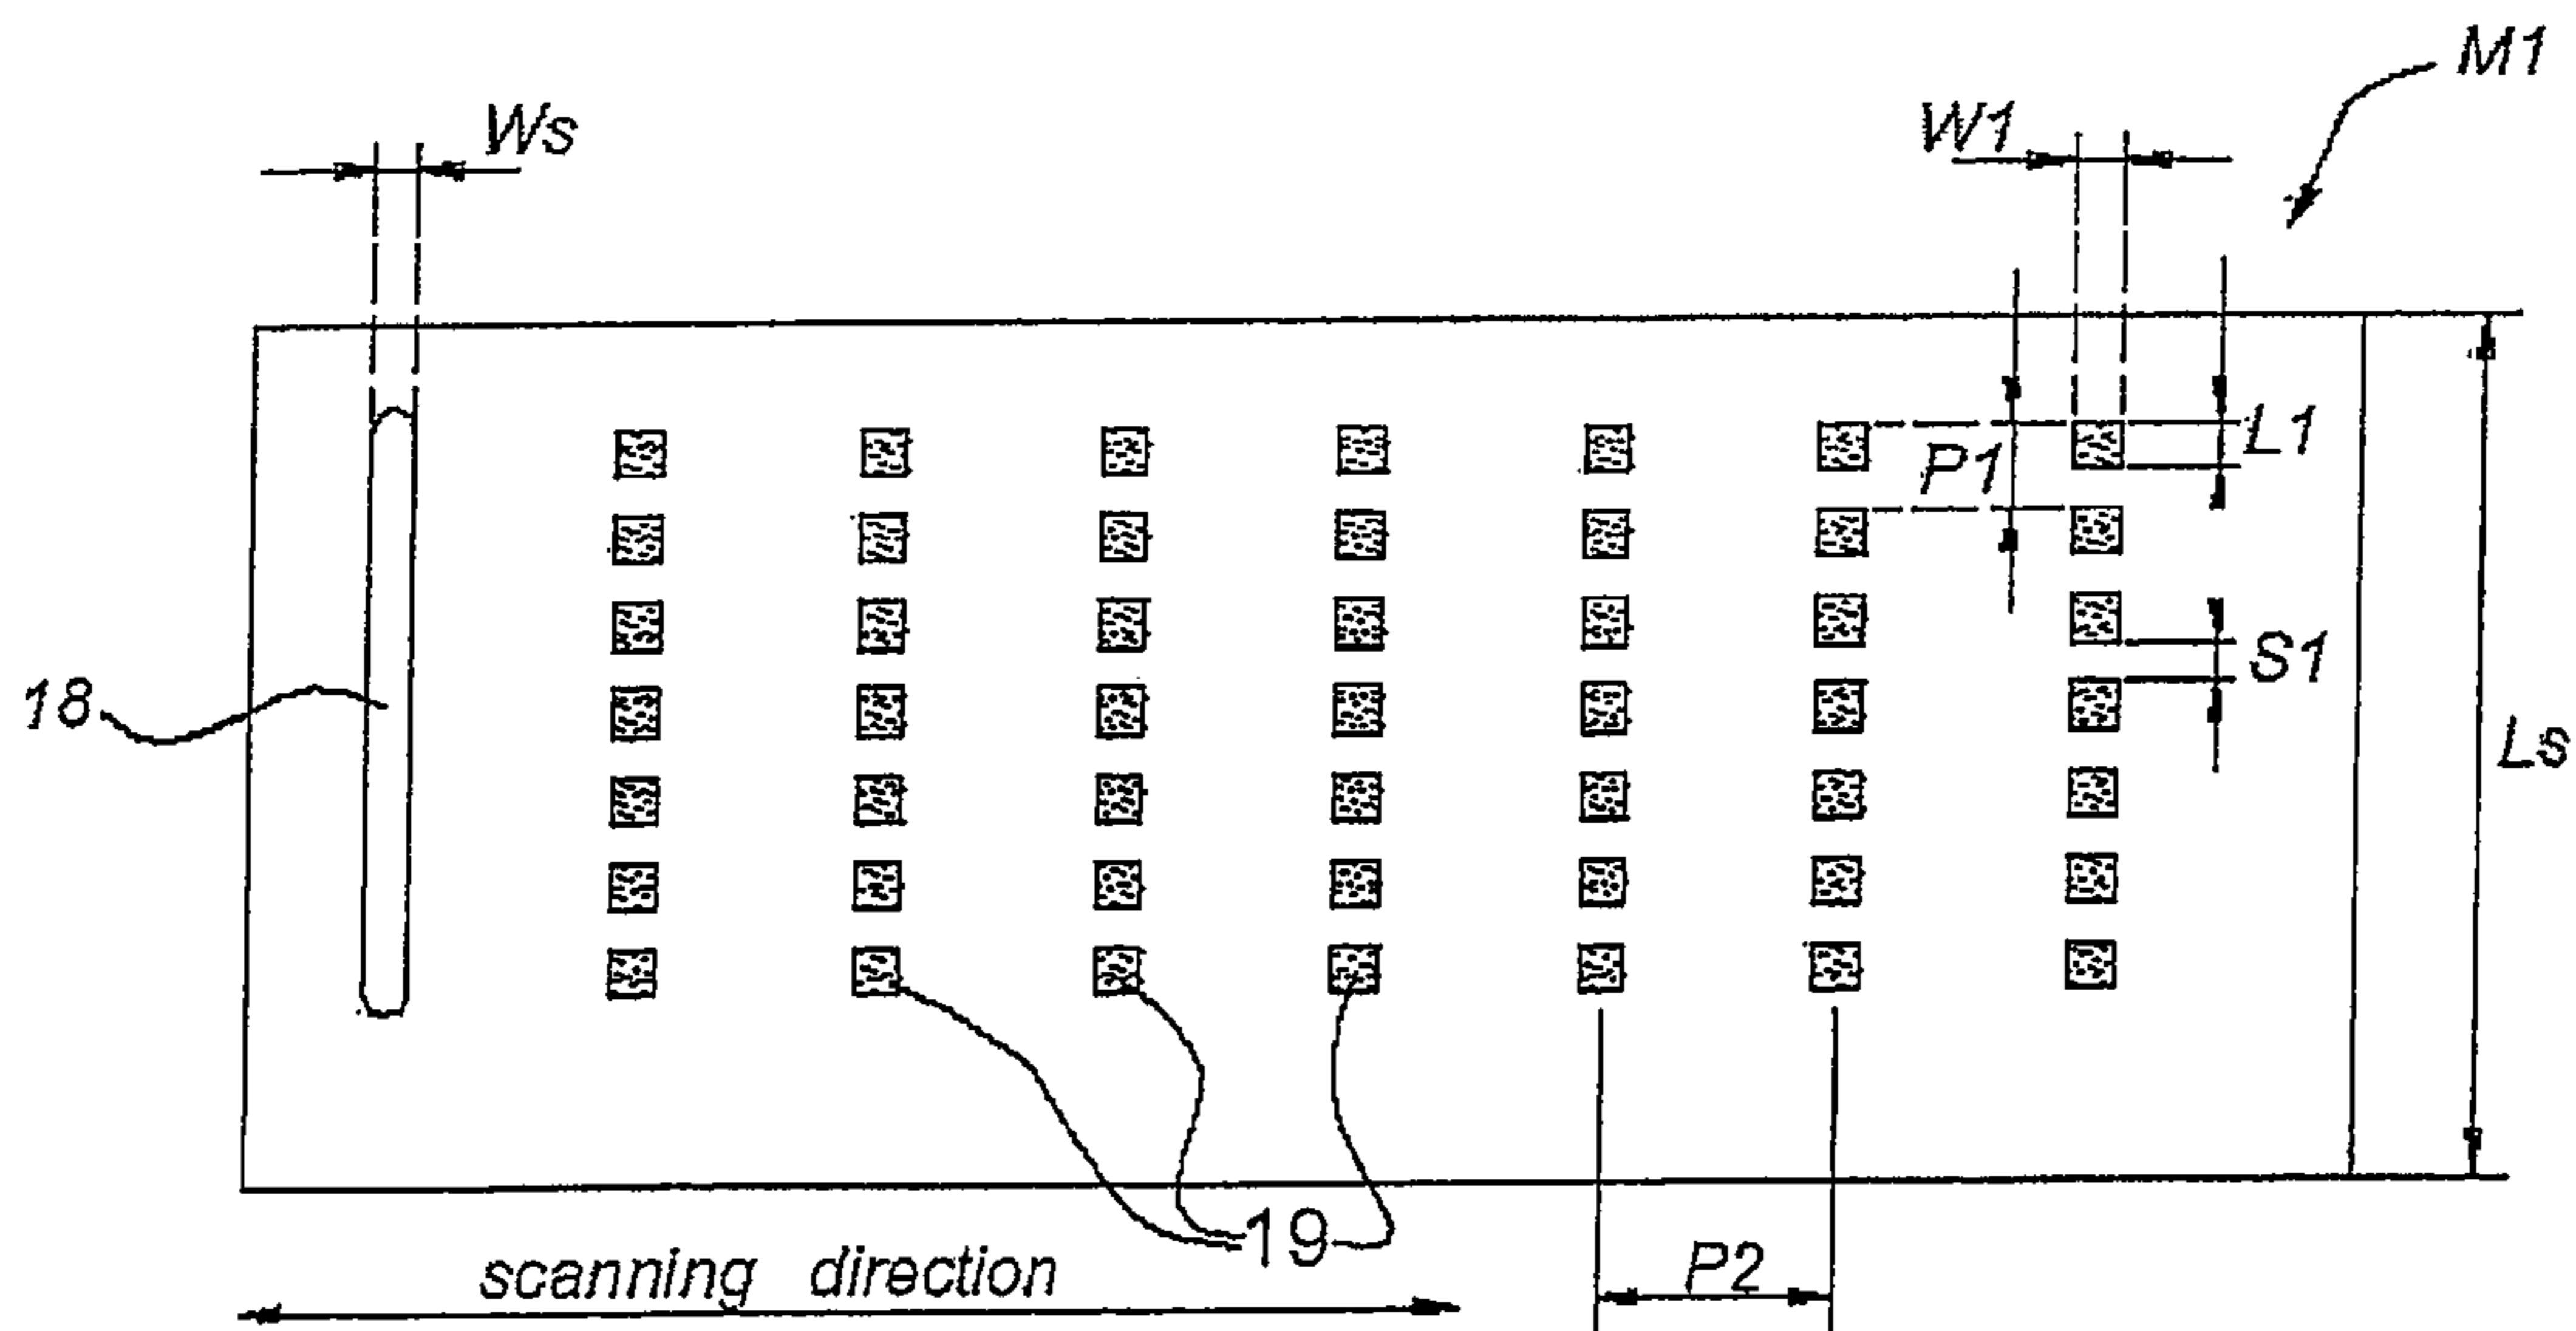 M1
Ws
W1
L1
P1
S1
18
Ls
19
scanning direction
P2